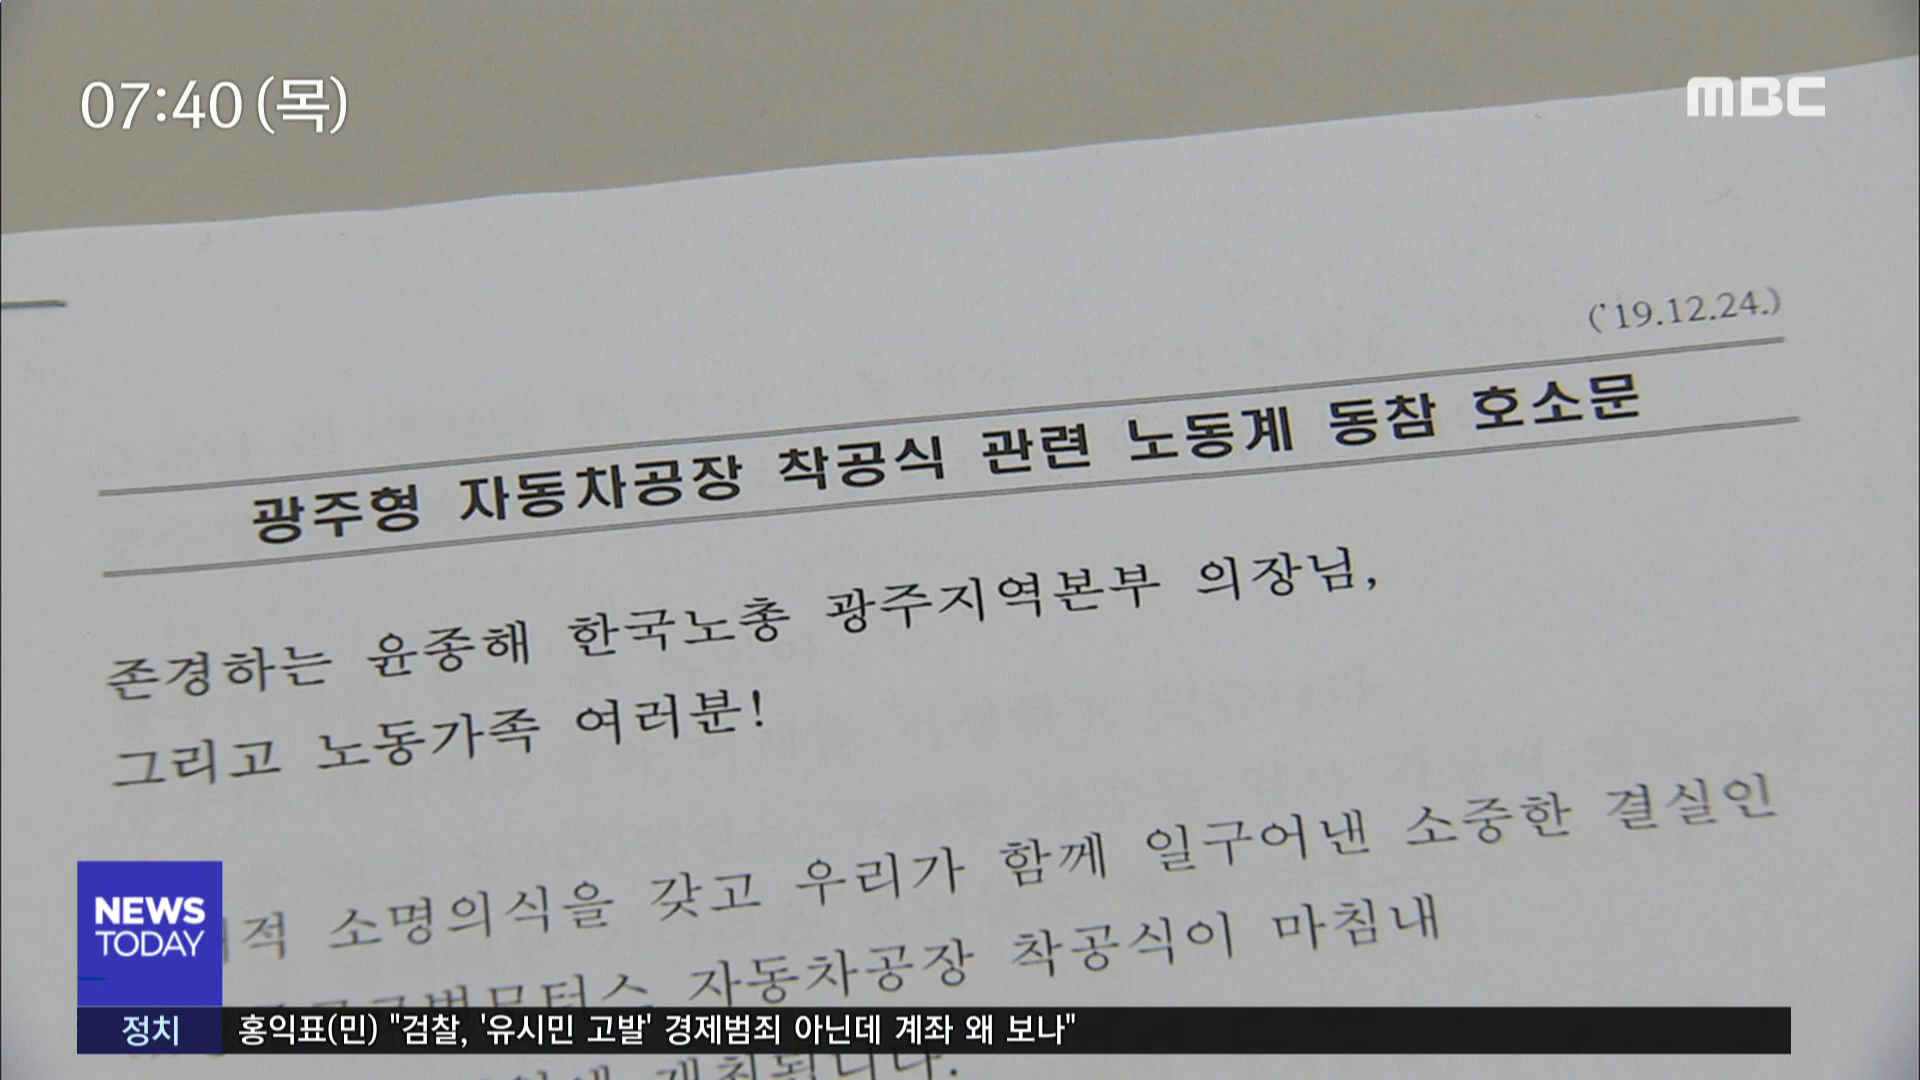 07:40(목)
MBC
('19.12.24.)
광주형 자동차공장 착공식 관련 노동계 동참 호소문
존경하는 윤종해 한국노총 광주지역본부 의장님,
그리고 노동가족 여러분!
소명의식을 갖고 우리가 함께 일구어낸 소중한 결실인
자동차공장 착공식이 마침내
개최됩니다.
NEWS
TODAY
정치 홍익표(민) "검찰, '유시민 고발' 경제범죄 아닌데 계좌 왜 보나"